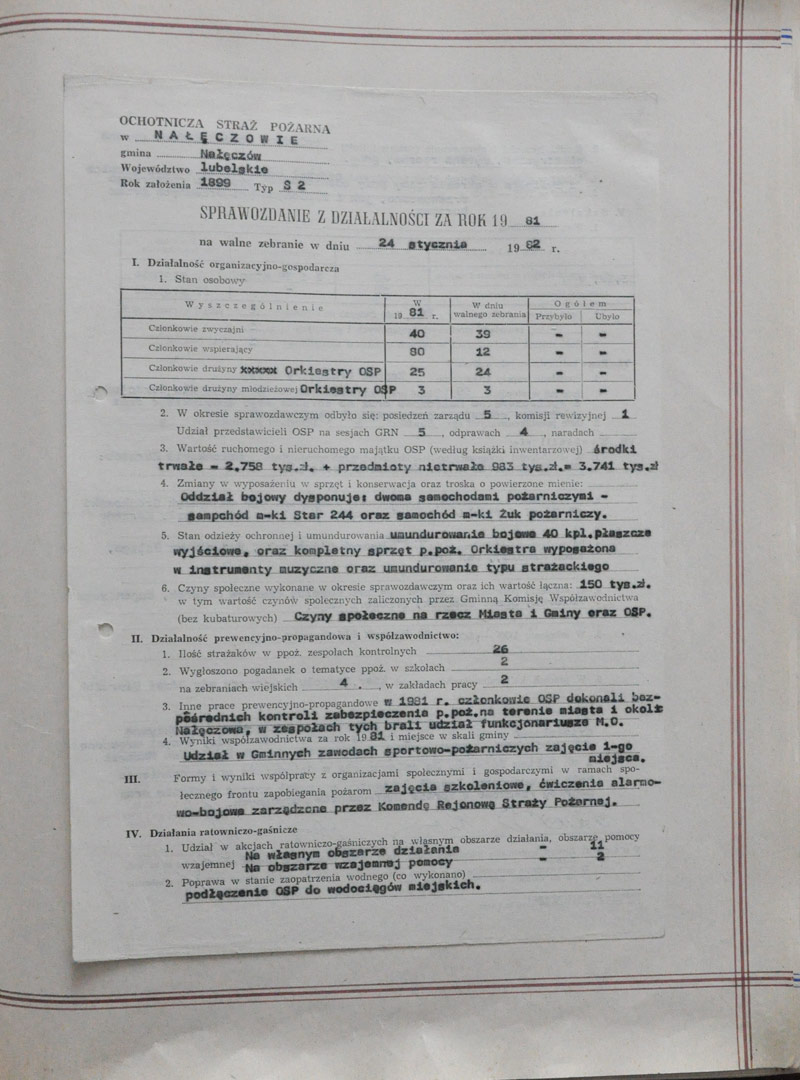 OCHOTNICZA STRAŻ POŻARNA
w NAŁĘCZOWIE
gmina Nałęczów
Województwo lubelskie
Rok założenia 1899 Typ S 2
SPRAWOZDANIE Z DZIAŁALNOŚCI ZA ROK 19 81
na walne zebranie w dniu 24 stycznia 19 82 r.
I. Działalność organizacyjno-gospodarcza
1. Stan osobowy
Wyszczególnienie W 19 81 r. W dniu walnego zebrania Ogółem Przybyło Ubyło
Członkowie zwyczajni 40 39 - -
Członkowie wspierający 80 12 - -
Członkowie drużyny xxxxxx Orkiestry OSP 25 24 - -
Członkowie drużyny młodzieżowej Orkiestry OSP 3 3 - -
2. W okresie sprawozdawczym odbyło się: posiedzeń zarządu 5, komisji rewizyjnej 1
Udział przedstawicieli OSP na sesjach GRN 5, odprawach 4, naradach
3. Wartość ruchomego i nieruchomego majątku OSP (według książki inwentarzowej) środki
trwałe = 2.758 tys.zł. + przedmioty nietrwałe 983 tys.zł.= 3.741 tys.zł
4. Zmiany w wyposażeniu w sprzęt i konserwacja oraz troska o powierzone mienie:
Oddział bojowy dysponuje: dwoma samochodami pożarniczymi -
sampchód m-ki Star 244 oraz samochód m-ki Żuk pożarniczy.
5. Stan odzieży ochronnej i umundurowania umundurowanie bojowe 40 kpl.płaszcze
wyjściowe, oraz kompletny sprzęt p.poż. Orkiestra wyposażona
w instrumenty muzyczne oraz umundurowanie typu strażackiego
6. Czyny społeczne wykonane w okresie sprawozdawczym oraz ich wartość łączna: 150 tys.zł.
w tym wartość czynów społecznych zaliczonych przez Gminną Komisję Współzawodnictwa
(bez kubaturowych) Czyny społeczne na rzecz Miasta i Gminy oraz OSP.
II. Działalność prewencyjno-propagandowa i współzawodnictwo:
1. Ilość strażaków w ppoż. zespołach kontrolnych 26
2. Wygłoszono pogadanek o tematyce ppoż. w szkołach 2
na zebraniach wiejskich 4, w zakładach pracy 2
3. Inne prace prewencyjno-propagandowe w 1981 r. członkowie OSP dokonali bez-
pośrednich kontroli zabezpieczenia p.poż.na terenie miasta i okolic
Nałęczowa, w zespołach tych brali udział funkcjonariusze M.O.
4. Wyniki współzawodnictwa za rok 19 81 i miejsce w skali gminy
Udział w Gminnych zawodach sportowo-pożarniczych zajęcie 1-go
miejsca.
III. Formy i wyniki współpracy z organizacjami społecznymi i gospodarczymi w ramach spo-
łecznego frontu zapobiegania pożarom zajęcia szkoleniowe, ćwiczenia alarmo-
wo-bojowe zarządzone przez Komendę Rejonową Straży Pożarnej.
IV. Działania ratowniczo-gaśnicze
1. Udział w akcjach ratowniczo-gaśniczych na własnym obszarze działania, obszarze pomocy
Na własnym obszarze działania - 11
wzajemnej Na obszarze wzajemnej pomocy - 2
2. Poprawa w stanie zaopatrzenia wodnego (co wykonano)
podłączenie OSP do wodociągów miejskich.